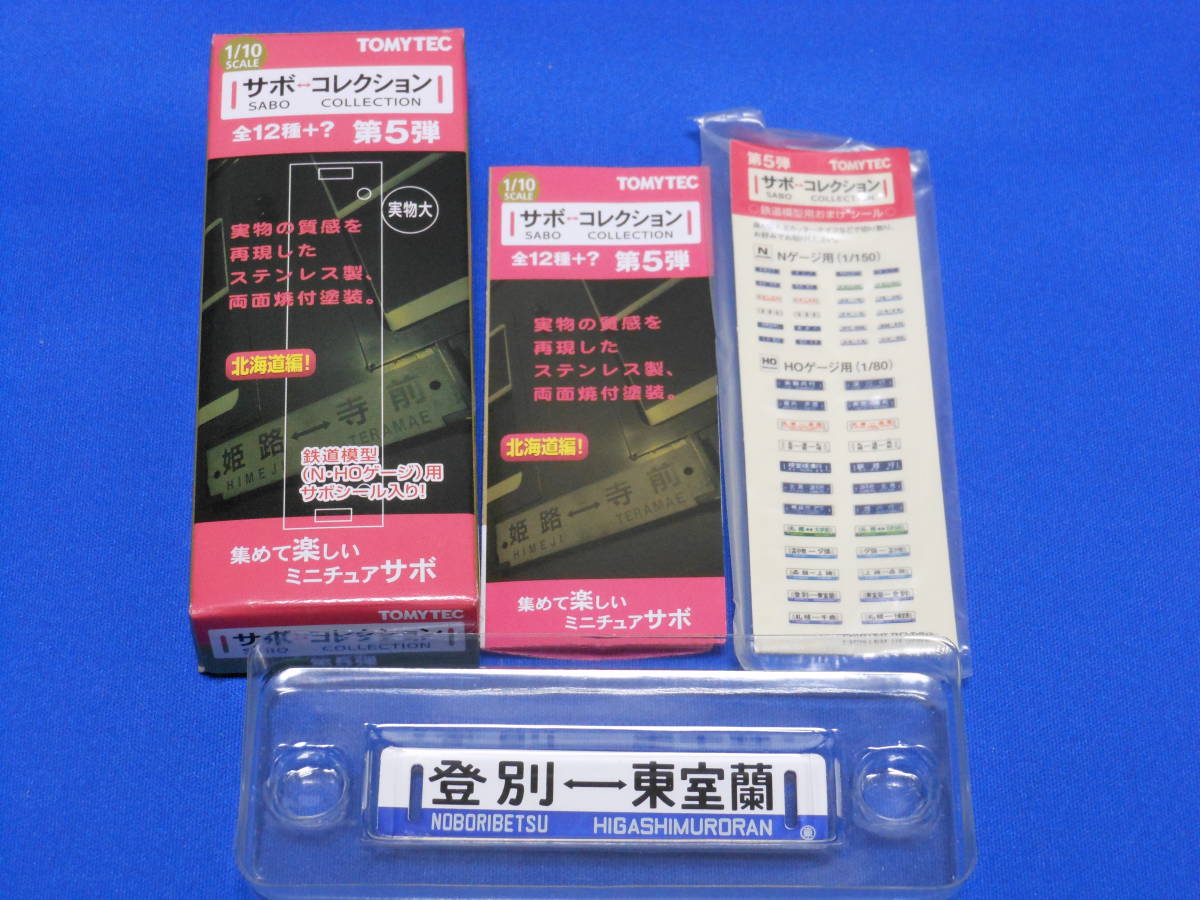 1/10
SCALE
TOMYTEC
サボ↔コレクション
SABO COLLECTION
全12種+? 第5弾
実物大
実物の質感を
再現した
ステンレス製、
両面焼付塗装。
北海道編!
姫路←→寺前
HIMEJI TERAMAE
鉄道模型
(N・HOゲージ)用
サボシール入り!
集めて楽しい
ミニチュアサボ
TOMYTEC
サボ↔コレクション
SABO COLLECTION
第5弾
1/10
SCALE
TOMYTEC
サボ↔コレクション
SABO COLLECTION
全12種+? 第5弾
実物の質感を
再現した
ステンレス製、
両面焼付塗装。
北海道編!
姫路←→寺前
HIMEJI TERAMAE
集めて楽しい
ミニチュアサボ
第5弾 TOMYTEC
サボ↔コレクション
SABO COLLECTION
鉄道模型用おまけシール
N Nゲージ用(1/150)
HO HOゲージ用(1/80)
登別←→東室蘭
NOBORIBETSU HIGASHIMURORAN